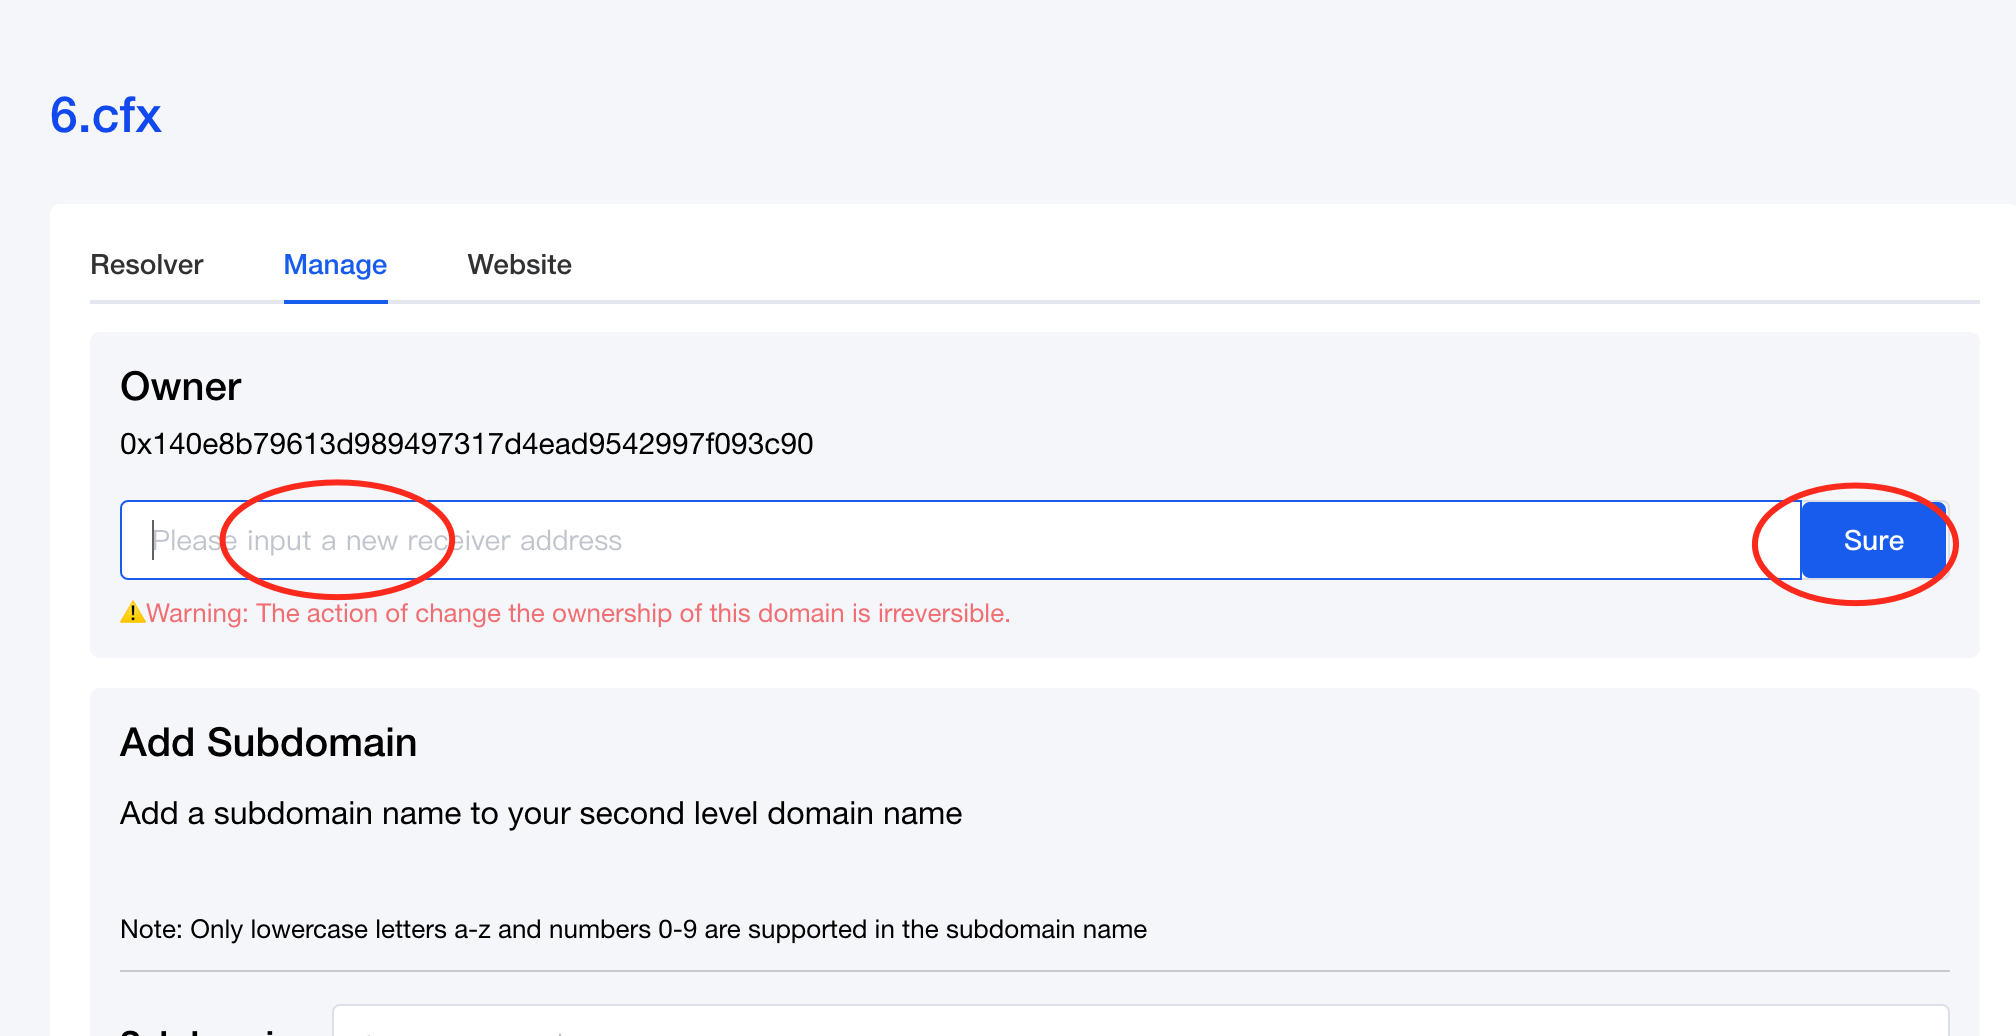 6.cfx
Resolver Manage Website
Owner
0x140e8b79613d989497317d4ead9542997f093c90
Please input a new receiver address Sure
⚠Warning: The action of change the ownership of this domain is irreversible.
Add Subdomain
Add a subdomain name to your second level domain name
Note: Only lowercase letters a-z and numbers 0-9 are supported in the subdomain name